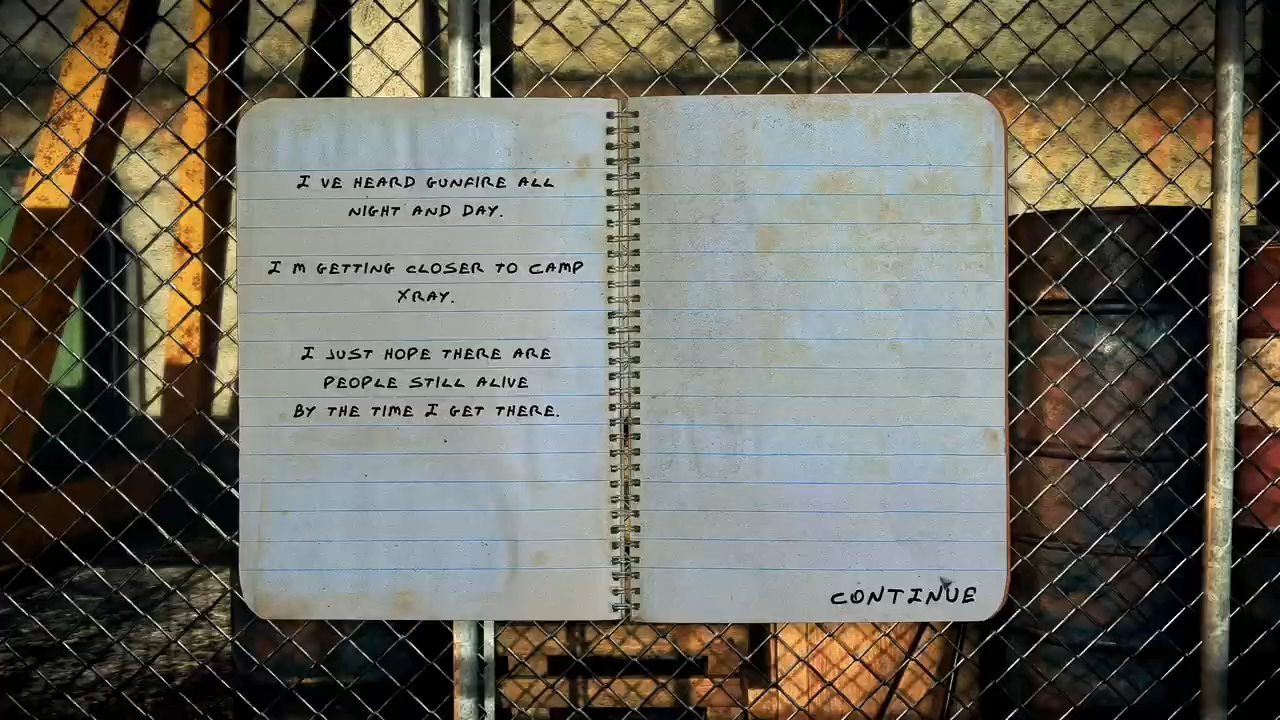 I VE HEARD GUNFIRE ALL
NIGHT AND DAY.
I M GETTING CLOSER TO CAMP
XRAY.
I JUST HOPE THERE ARE
PEOPLE STILL ALIVE
BY THE TIME I GET THERE.
CONTINUE